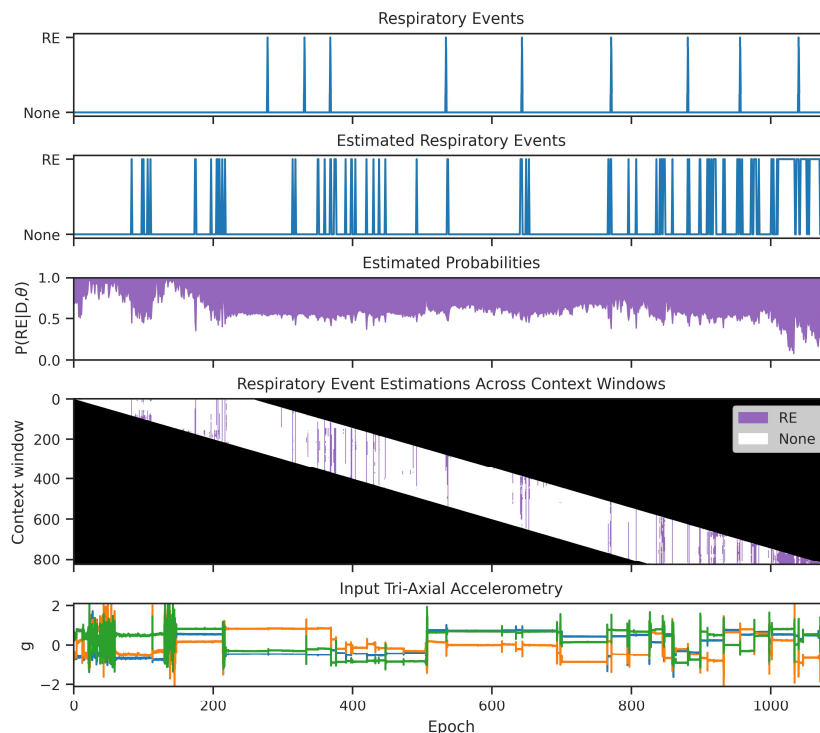 Respiratory Events
RE
None
Estimated Respiratory Events
RE
None
Estimated Probabilities
1.0
0.5
0.0
P(RE|D,θ)
Respiratory Event Estimations Across Context Windows
0
200
400
600
800
Context window
RE
None
Input Tri-Axial Accelerometry
2
0
−2
g
0 200 400 600 800 1000
Epoch